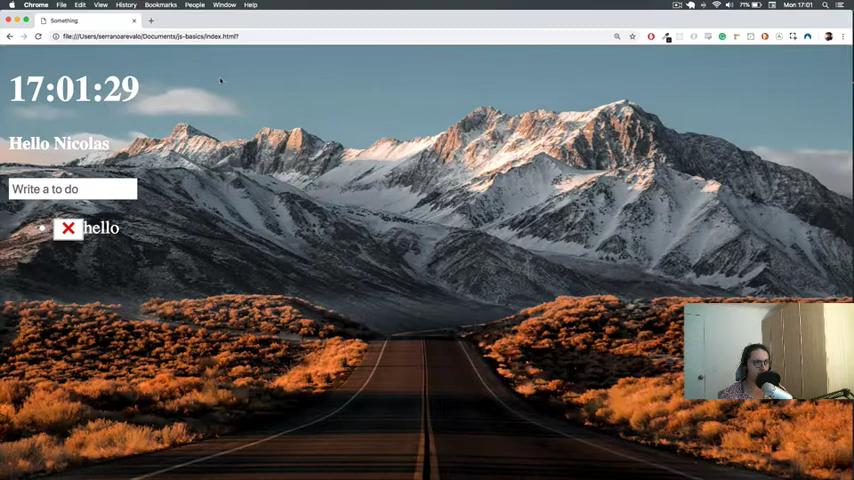 Chrome File Edit View History Bookmarks People Window Help
71% Mon 17:01
Something
file:///Users/serranoarevalo/Documents/js-basics/index.html?
17:01:29
Hello Nicolas
Write a to do
hello